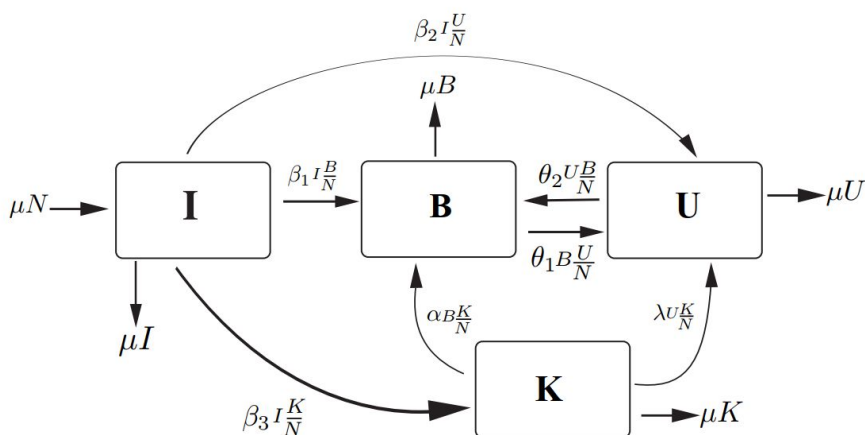 β₂I U/N
μB
μN
I
β₁I B/N
B
θ₂U B/N
U
μU
θ₁B U/N
μI
αB K/N
λU K/N
K
β₃I K/N
μK